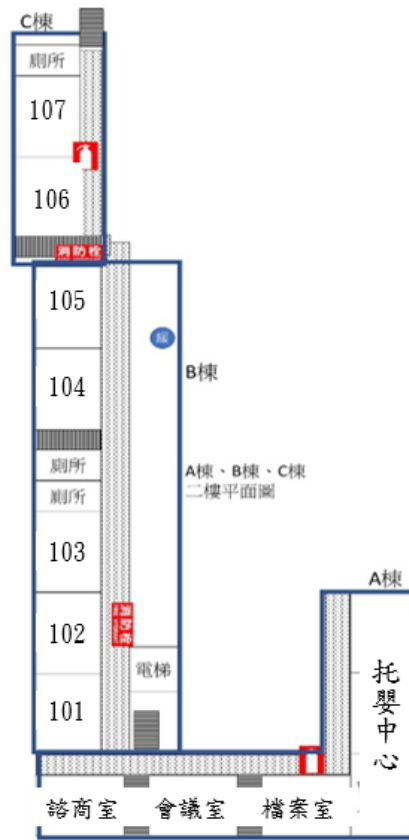 C棟
廁所
107
106
消防栓
105
104
B棟
廁所
廁所
A棟、B棟、C棟
二樓平面圖
103
消防栓
102
電梯
101
A棟
托嬰中心
諮商室
會議室
檔案室